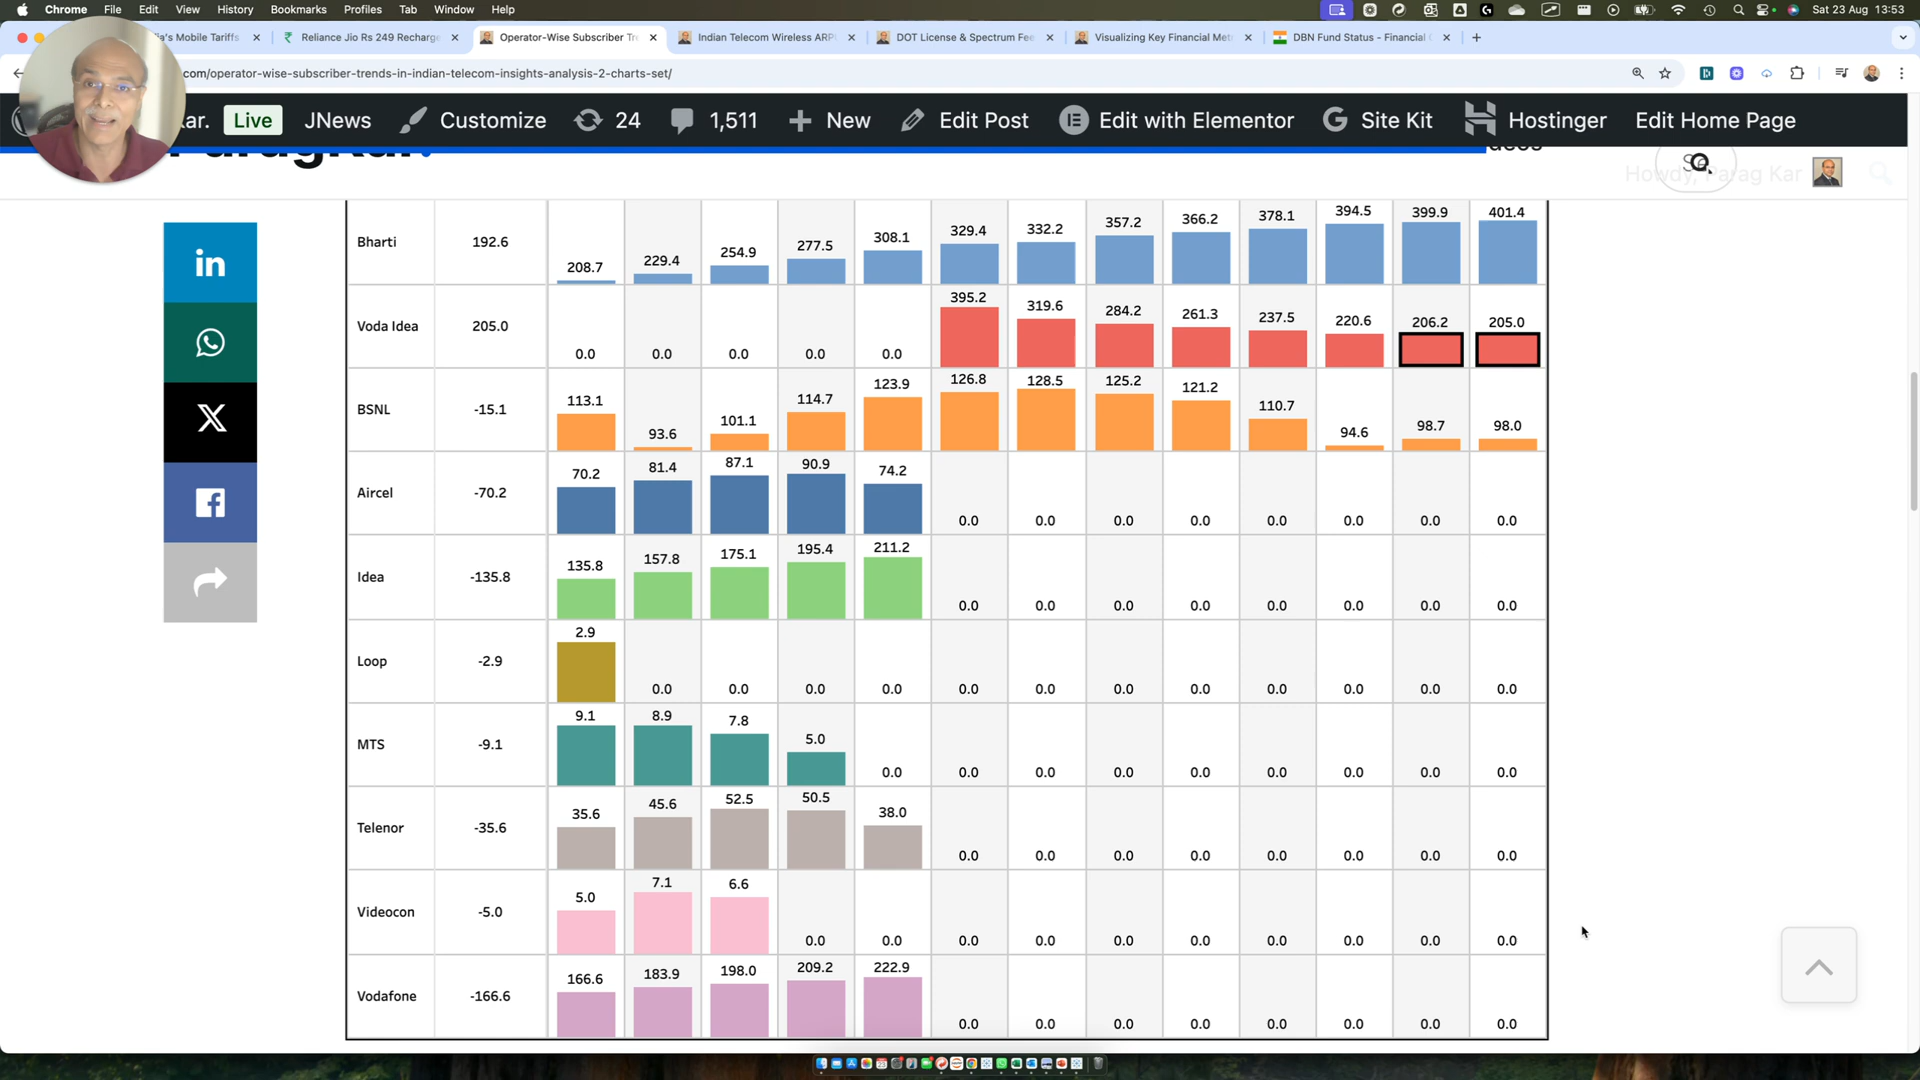 Chrome File Edit View History Bookmarks Profiles Tab Window Help Sat 23 Aug 13:53
a's Mobile Tariffs Reliance Jio Rs 249 Recharge Operator-Wise Subscriber Tre Indian Telecom Wireless ARP DOT License & Spectrum Fee Visualizing Key Financial Met DBN Fund Status - Financial
com/operator-wise-subscriber-trends-in-indian-telecom-insights-analysis-2-charts-set/
kar. Live JNews Customize 24 1,511 New Edit Post Edit with Elementor Site Kit Hostinger Edit Home Page
ParagKar.
Howdy, Parag Kar
Bharti 192.6 208.7 229.4 254.9 277.5 308.1 329.4 332.2 357.2 366.2 378.1 394.5 399.9 401.4
Voda Idea 205.0 0.0 0.0 0.0 0.0 0.0 395.2 319.6 284.2 261.3 237.5 220.6 206.2 205.0
BSNL -15.1 113.1 93.6 101.1 114.7 123.9 126.8 128.5 125.2 121.2 110.7 94.6 98.7 98.0
Aircel -70.2 70.2 81.4 87.1 90.9 74.2 0.0 0.0 0.0 0.0 0.0 0.0 0.0 0.0
Idea -135.8 135.8 157.8 175.1 195.4 211.2 0.0 0.0 0.0 0.0 0.0 0.0 0.0 0.0
Loop -2.9 2.9 0.0 0.0 0.0 0.0 0.0 0.0 0.0 0.0 0.0 0.0 0.0 0.0
MTS -9.1 9.1 8.9 7.8 5.0 0.0 0.0 0.0 0.0 0.0 0.0 0.0 0.0 0.0
Telenor -35.6 35.6 45.6 52.5 50.5 38.0 0.0 0.0 0.0 0.0 0.0 0.0 0.0 0.0
Videocon -5.0 5.0 7.1 6.6 0.0 0.0 0.0 0.0 0.0 0.0 0.0 0.0 0.0 0.0
Vodafone -166.6 166.6 183.9 198.0 209.2 222.9 0.0 0.0 0.0 0.0 0.0 0.0 0.0 0.0